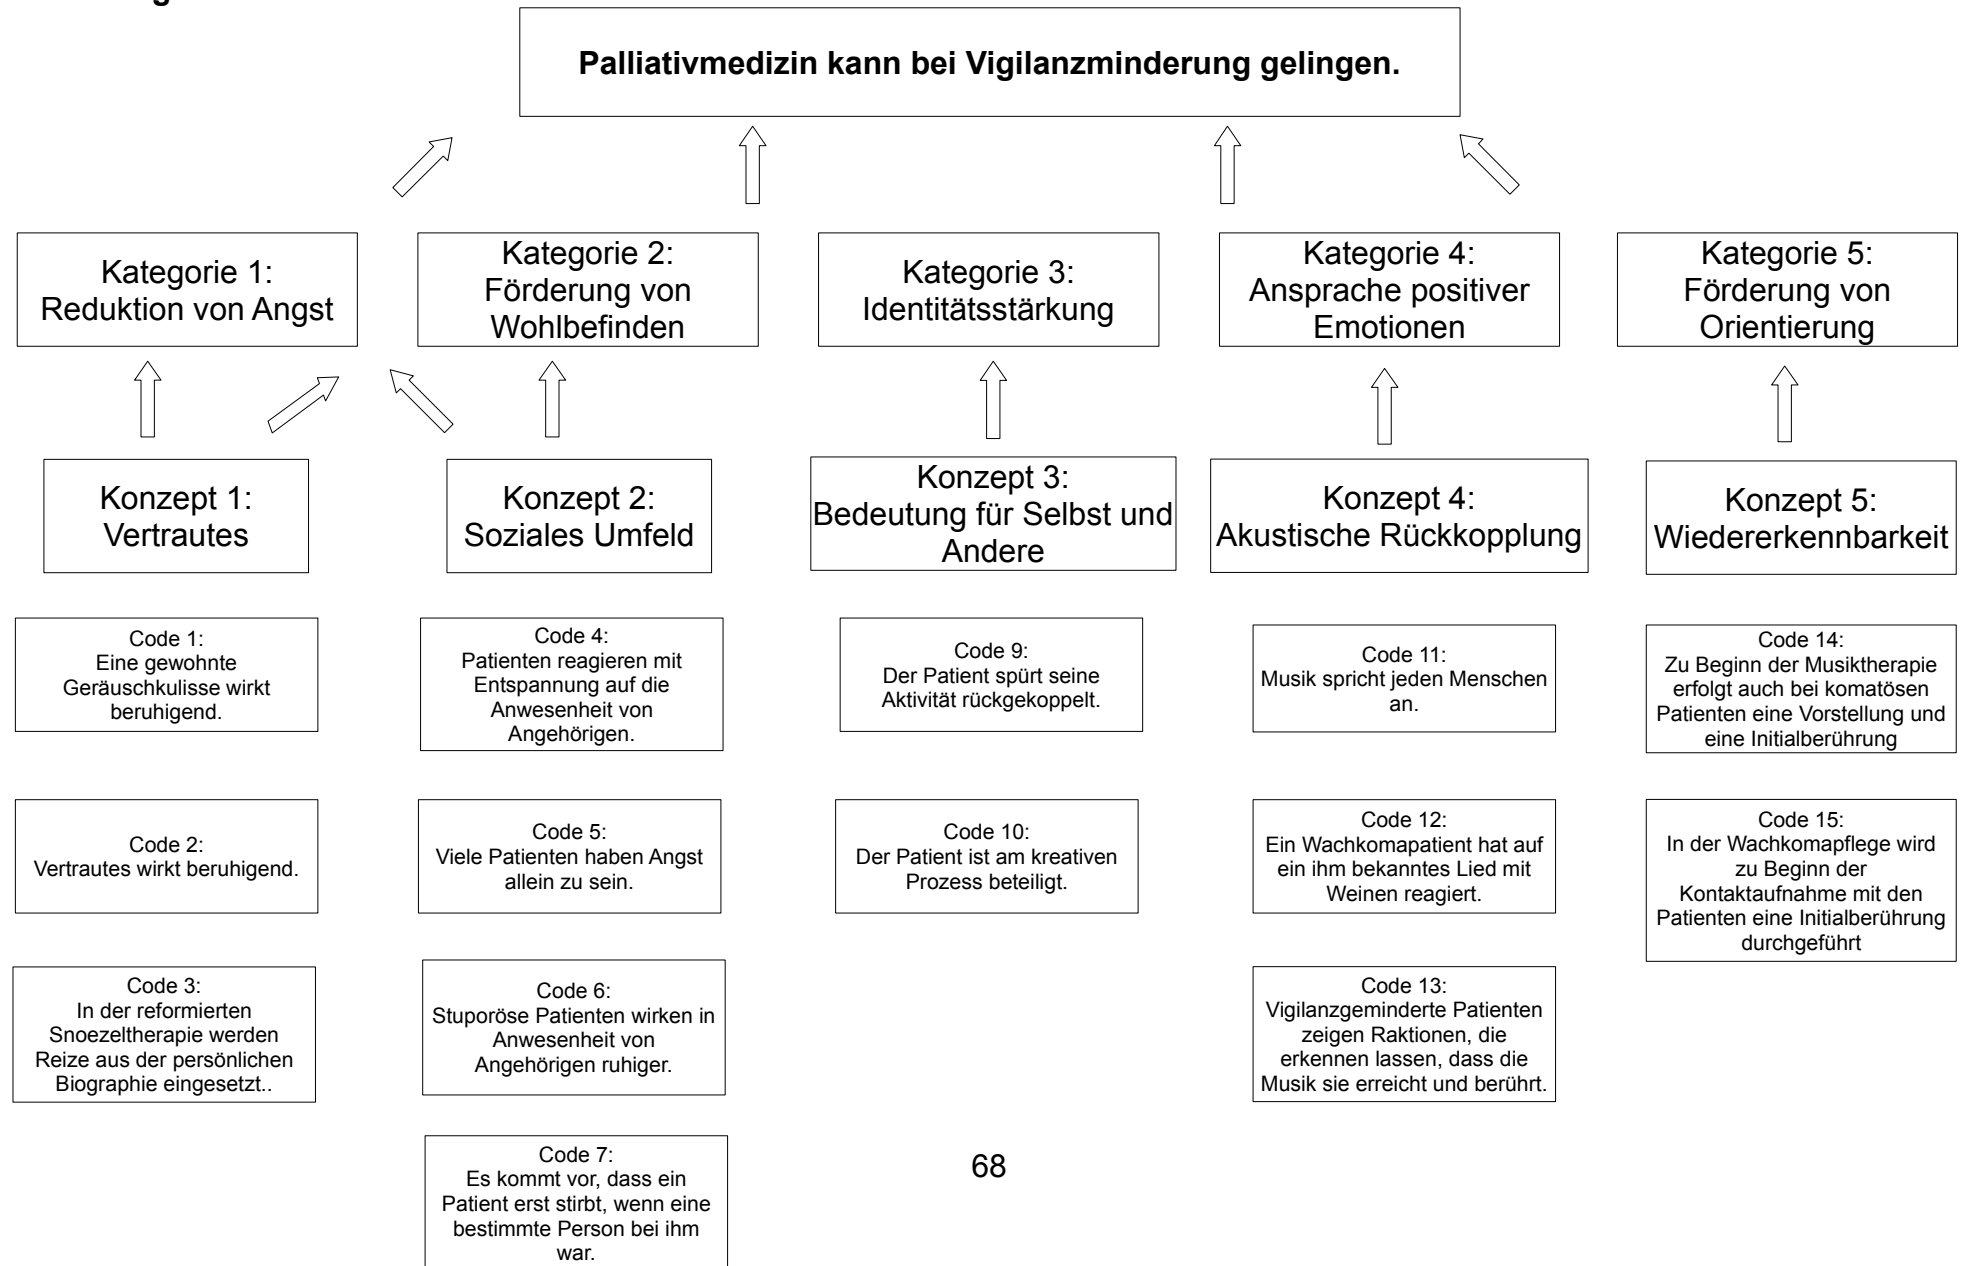 Palliativmedizin kann bei Vigilanzminderung gelingen.
Kategorie 1:
Reduktion von Angst
Kategorie 2:
Förderung von
Wohlbefinden
Kategorie 3:
Identitätsstärkung
Kategorie 4:
Ansprache positiver
Emotionen
Kategorie 5:
Förderung von
Orientierung
Konzept 1:
Vertrautes
Konzept 2:
Soziales Umfeld
Konzept 3:
Bedeutung für Selbst und
Andere
Konzept 4:
Akustische Rückkopplung
Konzept 5:
Wiedererkennbarkeit
Code 1:
Eine gewohnte
Geräuschkulisse wirkt
beruhigend.
Code 4:
Patienten reagieren mit
Entspannung auf die
Anwesenheit von
Angehörigen.
Code 9:
Der Patient spürt seine
Aktivität rückgekoppelt.
Code 11:
Musik spricht jeden Menschen
an.
Code 14:
Zu Beginn der Musiktherapie
erfolgt auch bei komatösen
Patienten eine Vorstellung und
eine Initialberührung
Code 2:
Vertrautes wirkt beruhigend.
Code 5:
Viele Patienten haben Angst
allein zu sein.
Code 10:
Der Patient ist am kreativen
Prozess beteiligt.
Code 12:
Ein Wachkomapatient hat auf
ein ihm bekanntes Lied mit
Weinen reagiert.
Code 15:
In der Wachkomapflege wird
zu Beginn der
Kontaktaufnahme mit den
Patienten eine Initialberührung
durchgeführt
Code 3:
In der reformierten
Snoezeltherapie werden
Reize aus der persönlichen
Biographie eingesetzt..
Code 6:
Stuporöse Patienten wirken in
Anwesenheit von
Angehörigen ruhiger.
Code 13:
Vigilanzgeminderte Patienten
zeigen Raktionen, die
erkennen lassen, dass die
Musik sie erreicht und berührt.
Code 7:
Es kommt vor, dass ein
Patient erst stirbt, wenn eine
bestimmte Person bei ihm
war.
68